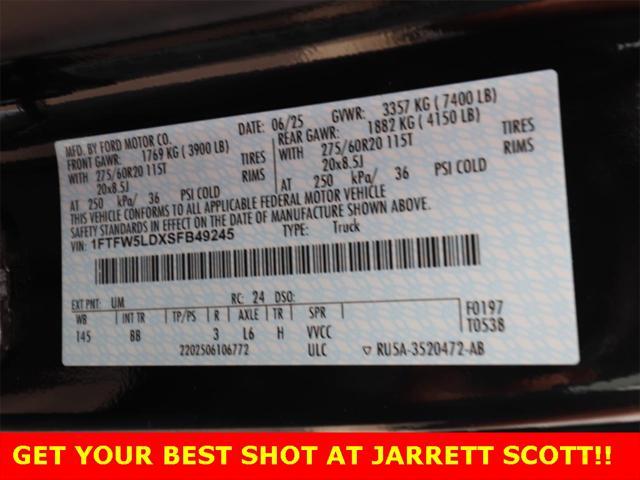 MFD. BY FORD MOTOR CO. DATE: 06/25 GVWR: 3357 KG ( 7400 LB)
FRONT GAWR: 1769 KG ( 3900 LB) REAR GAWR: 1882 KG ( 4150 LB)
WITH 275/60R20 115T TIRES WITH 275/60R20 115T TIRES
20x8.5J RIMS 20x8.5J RIMS
AT 250 kPa/ 36 PSI COLD AT 250 kPa/ 36 PSI COLD
THIS VEHICLE CONFORMS TO ALL APPLICABLE FEDERAL MOTOR VEHICLE
SAFETY STANDARDS IN EFFECT ON THE DATE OF MANUFACTURE SHOWN ABOVE.
VIN: 1FTFW5LDXSFB49245 TYPE: Truck
EXT PNT: UM RC: 24 DSO: F0197
WB INT TR TP/PS R AXLE TR SPR T0538
145 BB 3 L6 H VVCC
2202506106772 ULC RU5A-3520472-AB
GET YOUR BEST SHOT AT JARRETT SCOTT!!